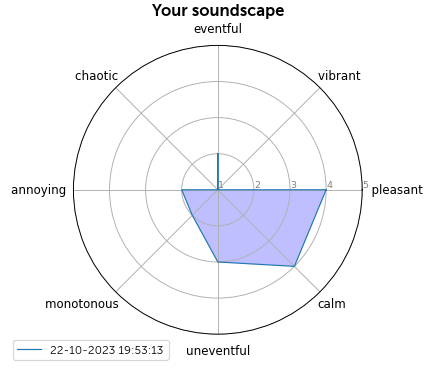 Your soundscape
eventful
chaotic
vibrant
annoying
1 2 3 4 5
pleasant
monotonous
calm
uneventful
22-10-2023 19:53:13